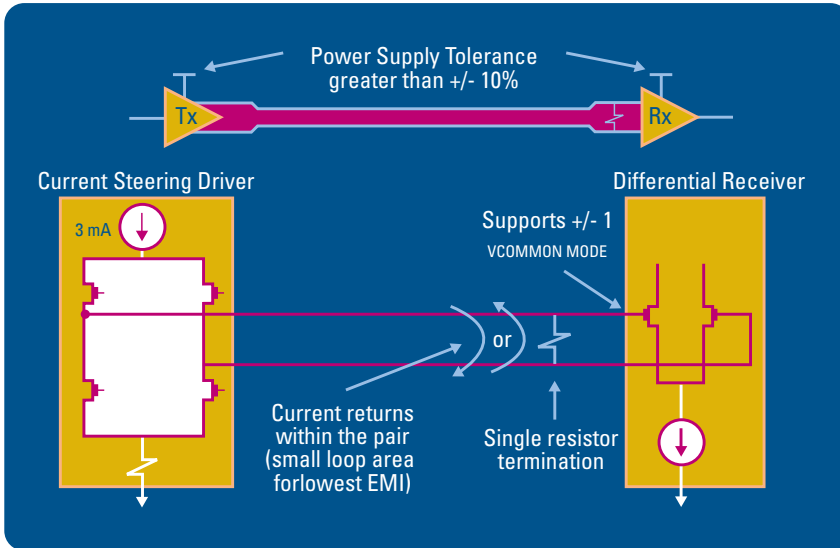 Power Supply Tolerance
greater than +/- 10%
Tx
Rx
Current Steering Driver
Differential Receiver
3 mA
Supports +/- 1
VCOMMON MODE
or
Current returns
within the pair
(small loop area
forlowest EMI)
Single resistor
termination